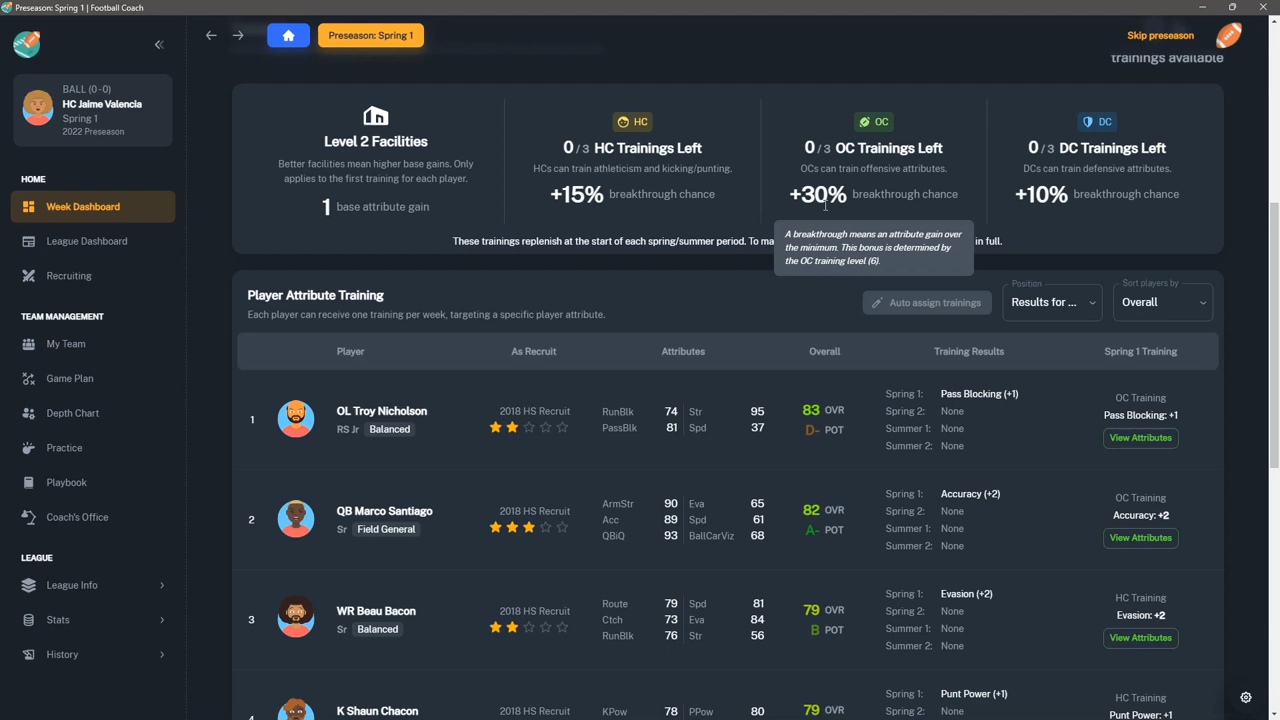 Preseason: Spring 1 | Football Coach
Preseason: Spring 1
Skip preseason
BALL (0-0)
HC Jaime Valencia
Spring 1
2022 Preseason
HOME
Week Dashboard
League Dashboard
Recruiting
TEAM MANAGEMENT
My Team
Game Plan
Depth Chart
Practice
Playbook
Coach's Office
LEAGUE
League Info
Stats
History
trainings available
Level 2 Facilities
Better facilities mean higher base gains. Only
applies to the first training for each player.
1 base attribute gain
HC
0 / 3 HC Trainings Left
HCs can train athleticism and kicking/punting.
+15% breakthrough chance
OC
0 / 3 OC Trainings Left
OCs can train offensive attributes.
+30% breakthrough chance
DC
0 / 3 DC Trainings Left
DCs can train defensive attributes.
+10% breakthrough chance
A breakthrough means an attribute gain over
the minimum. This bonus is determined by
the OC training level (6).
These trainings replenish at the start of each spring/summer period. To ma in full.
Player Attribute Training
Each player can receive one training per week, targeting a specific player attribute.
Auto assign trainings
Position
Results for ...
Sort players by
Overall
Player As Recruit Attributes Overall Training Results Spring 1 Training
1
OL Troy Nicholson
RS Jr Balanced
2018 HS Recruit
RunBlk 74 Str 95
PassBlk 81 Spd 37
83 OVR
D- POT
Spring 1: Pass Blocking (+1)
Spring 2: None
Summer 1: None
Summer 2: None
OC Training
Pass Blocking: +1
View Attributes
2
QB Marco Santiago
Sr Field General
2018 HS Recruit
ArmStr 90 Eva 65
Acc 89 Spd 61
QBIQ 93 BallCarViz 68
82 OVR
A- POT
Spring 1: Accuracy (+2)
Spring 2: None
Summer 1: None
Summer 2: None
OC Training
Accuracy: +2
View Attributes
3
WR Beau Bacon
Sr Balanced
2018 HS Recruit
Route 79 Spd 81
Ctch 73 Eva 84
RunBlk 76 Str 56
79 OVR
B POT
Spring 1: Evasion (+2)
Spring 2: None
Summer 1: None
Summer 2: None
HC Training
Evasion: +2
View Attributes
K Shaun Chacon
2018 HS Recruit
KPow 78 PPow 80
79 OVR
Spring 1: Punt Power (+1)
HC Training
Punt Power: +1